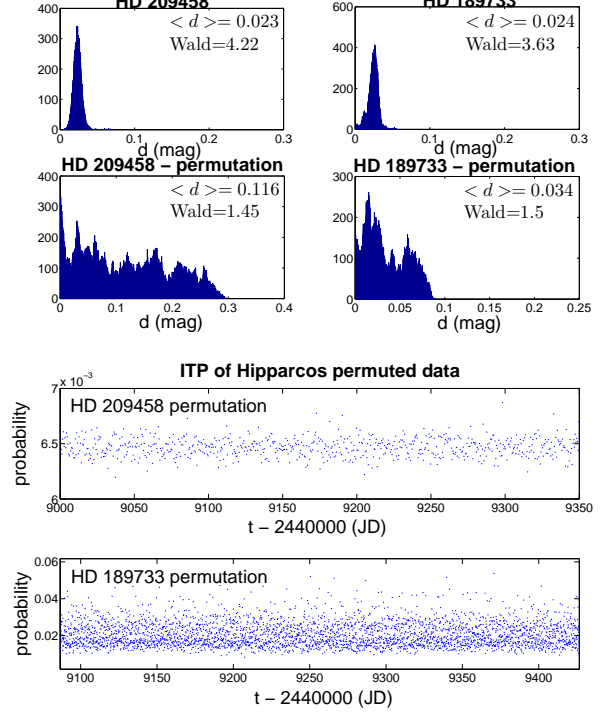 HD 209458
400
300
200
100
0
0 0.1 0.2 0.3
< d >= 0.023
Wald=4.22
d (mag)
HD 189733
600
400
200
0
0 0.1 0.2 0.3
< d >= 0.024
Wald=3.63
d (mag)
HD 209458 – permutation
400
300
200
100
0
0 0.1 0.2 0.3 0.4
< d >= 0.116
Wald=1.45
d (mag)
HD 189733 – permutation
300
200
100
0
0 0.05 0.1 0.15 0.2 0.25
< d >= 0.034
Wald=1.5
d (mag)
ITP of Hipparcos permuted data
x 10⁻³
7
6.5
6
probability
HD 209458 permutation
9000 9050 9100 9150 9200 9250 9300 9350
t – 2440000 (JD)
0.06
0.04
0.02
probability
HD 189733 permutation
9100 9150 9200 9250 9300 9350 9400
t – 2440000 (JD)